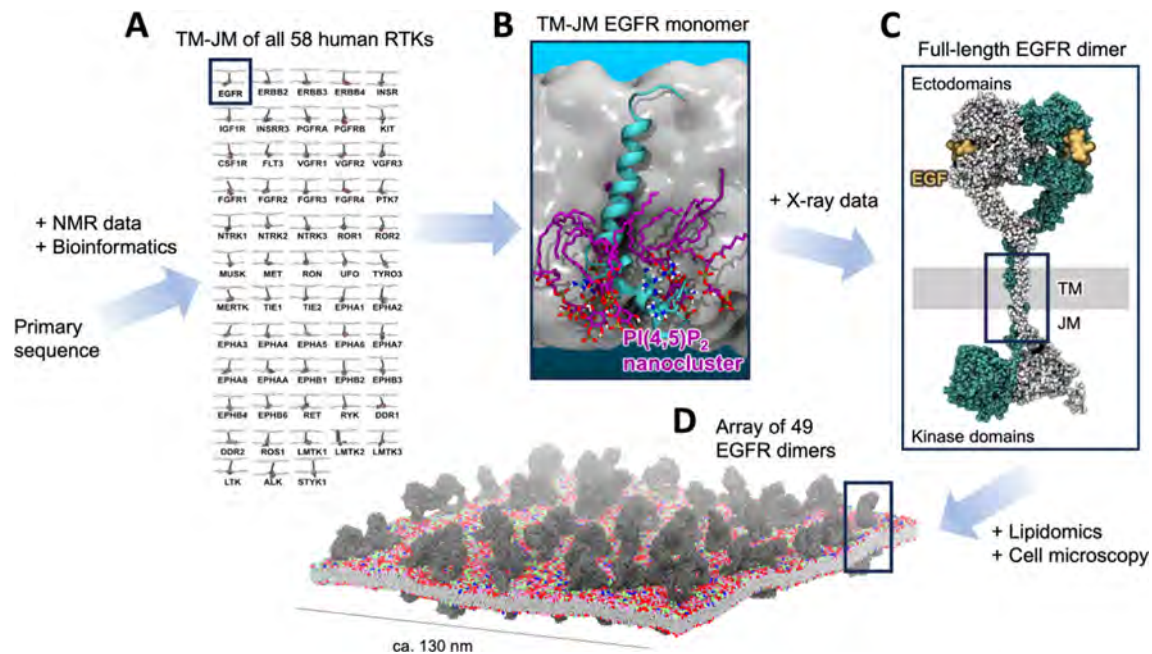 A
TM-JM of all 58 human RTKs
EGFR ERBB2 ERBB3 ERBB4 INSR
IGF1R INSRR3 PGFRA PGFRB KIT
CSF1R FLT3 VGFR1 VGFR2 VGFR3
FGFR1 FGFR2 FGFR3 FGFR4 PTK7
NTRK1 NTRK2 NTRK3 ROR1 ROR2
MUSK MET RON UFO TYRO3
MERTK TIE1 TIE2 EPHA1 EPHA2
EPHA3 EPHA4 EPHA5 EPHA6 EPHA7
EPHA8 EPHAA EPHB1 EPHB2 EPHB3
EPHB4 EPHB6 RET RYK DDR1
DDR2 ROS1 LMTK1 LMTK2 LMTK3
LTK ALK STYK1
+ NMR data
+ Bioinformatics
Primary
sequence
B
TM-JM EGFR monomer
PI(4,5)P₂
nanocluster
+ X-ray data
C
Full-length EGFR dimer
Ectodomains
EGF
TM
JM
Kinase domains
+ Lipidomics
+ Cell microscopy
D
Array of 49
EGFR dimers
ca. 130 nm